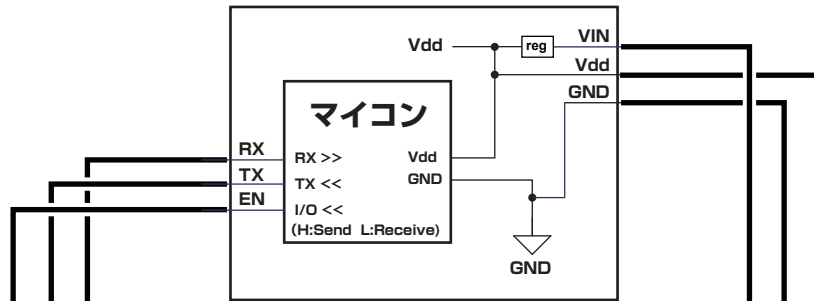 Vdd
reg
VIN
Vdd
GND
マイコン
RX
RX >>
Vdd
TX
TX <<
GND
EN
I/O <<
(H:Send L:Receive)
GND